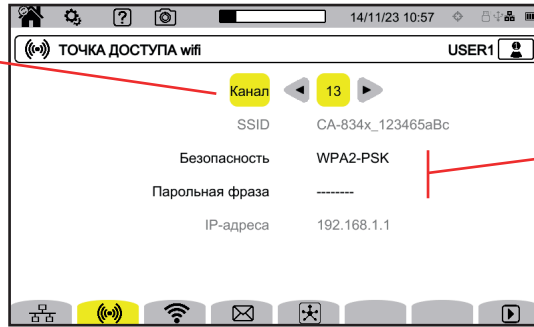 14/11/23 10:57
ТОЧКА ДОСТУПА wifi USER1
Канал 13
SSID CA-834x_123465aBc
Безопасность WPA2-PSK
Парольная фраза --------
IP-адреса 192.168.1.1